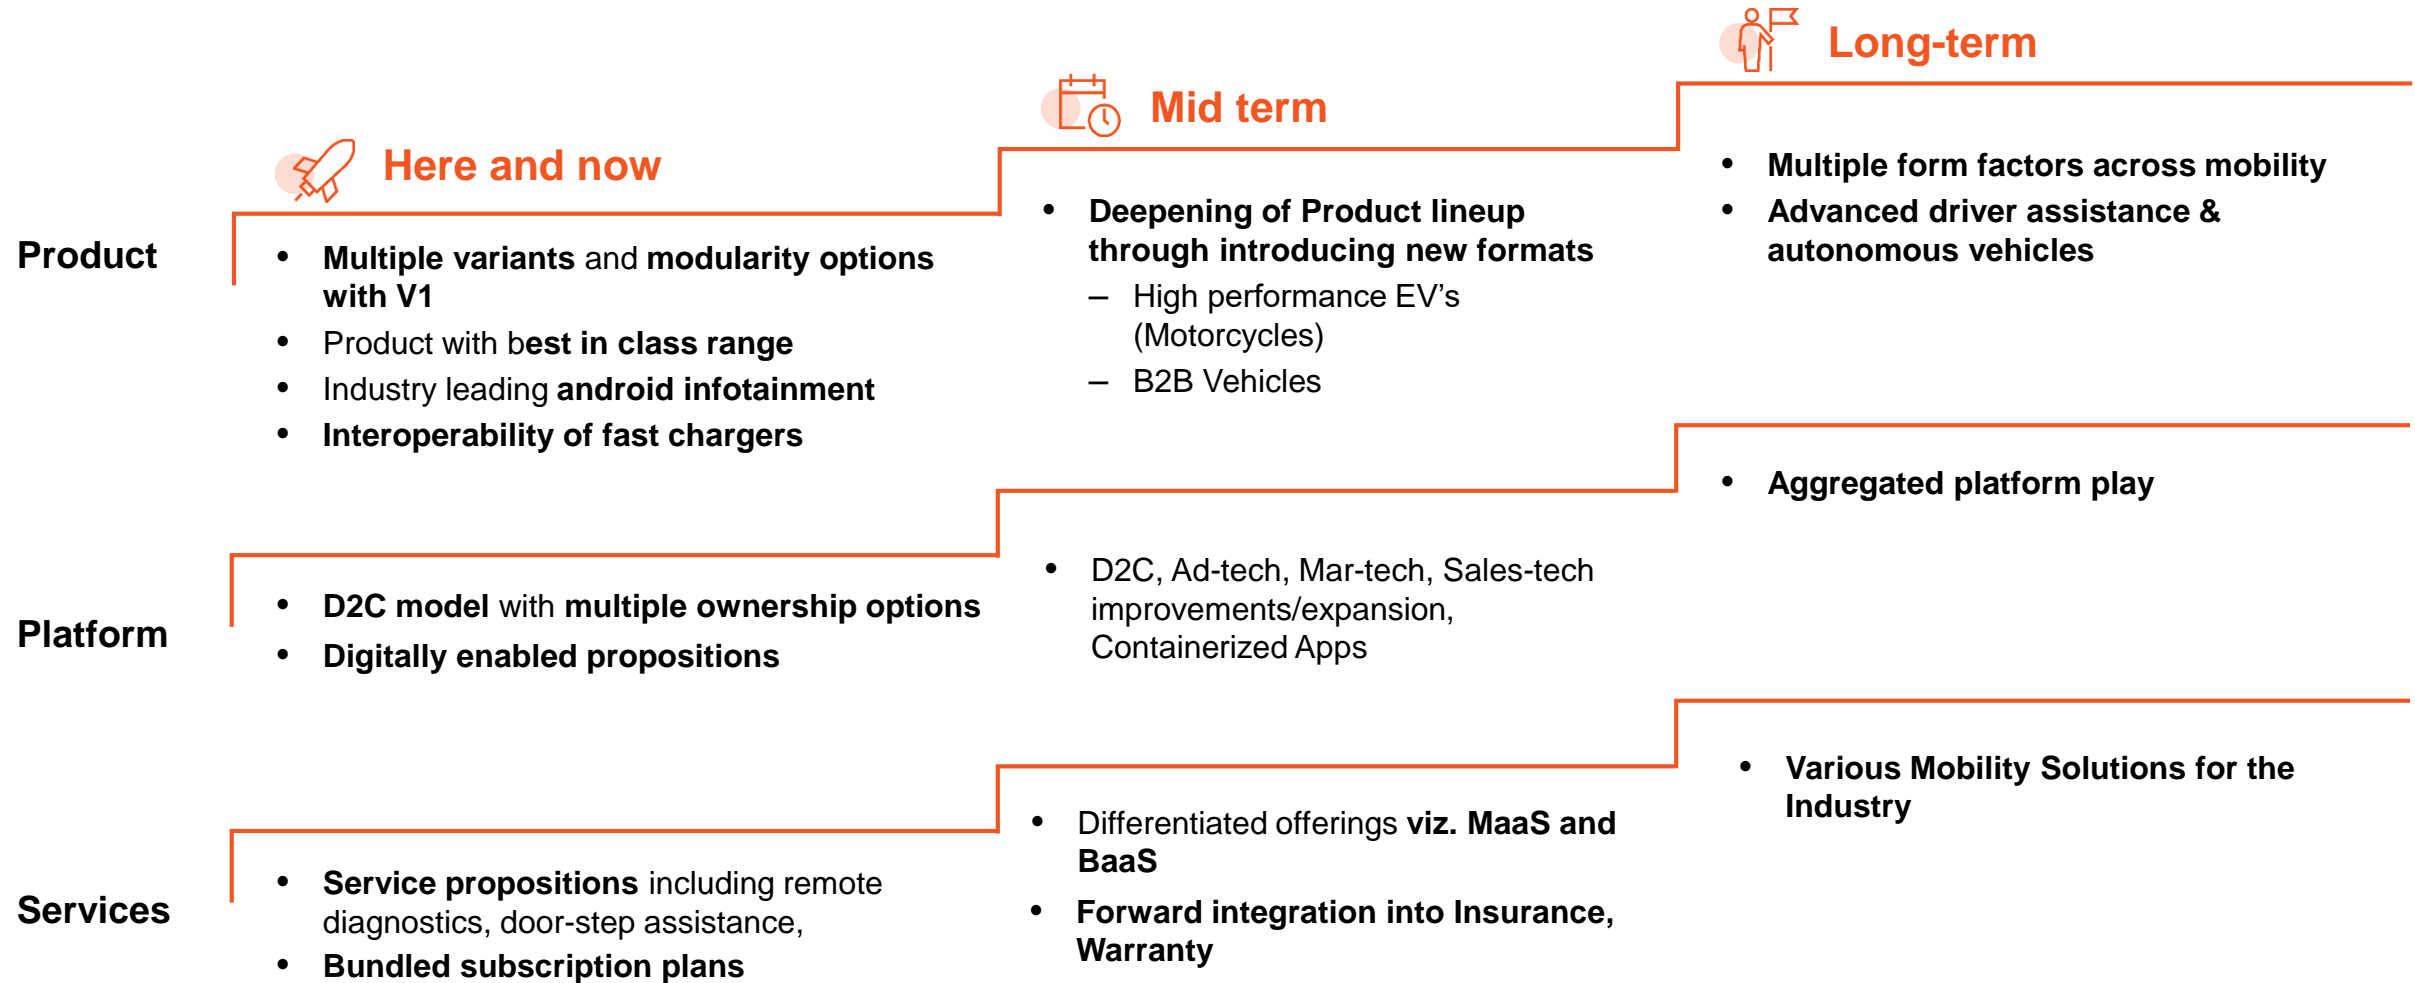 Long-term
Mid term
Here and now
Product
• Multiple variants and modularity options
with V1
• Product with best in class range
• Industry leading android infotainment
• Interoperability of fast chargers
• Deepening of Product lineup
through introducing new formats
– High performance EV's
(Motorcycles)
– B2B Vehicles
• Multiple form factors across mobility
• Advanced driver assistance &
autonomous vehicles
Platform
• D2C model with multiple ownership options
• Digitally enabled propositions
• D2C, Ad-tech, Mar-tech, Sales-tech
improvements/expansion,
Containerized Apps
• Aggregated platform play
Services
• Service propositions including remote
diagnostics, door-step assistance,
• Bundled subscription plans
• Differentiated offerings viz. MaaS and
BaaS
• Forward integration into Insurance,
Warranty
• Various Mobility Solutions for the
Industry